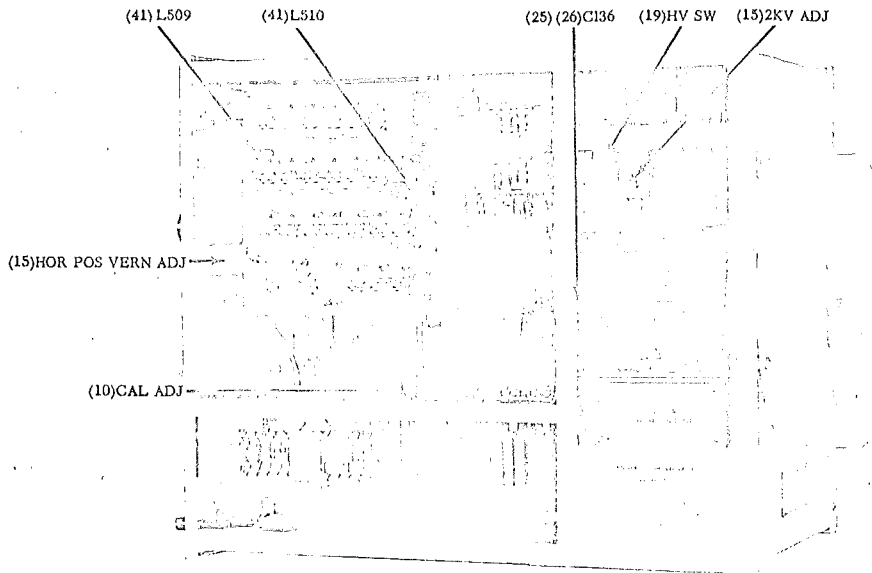 (41) L509
(41)L510
(25) (26)C136
(19)HV SW
(15)2KV ADJ
(15)HOR POS VERN ADJ
(10)CAL ADJ